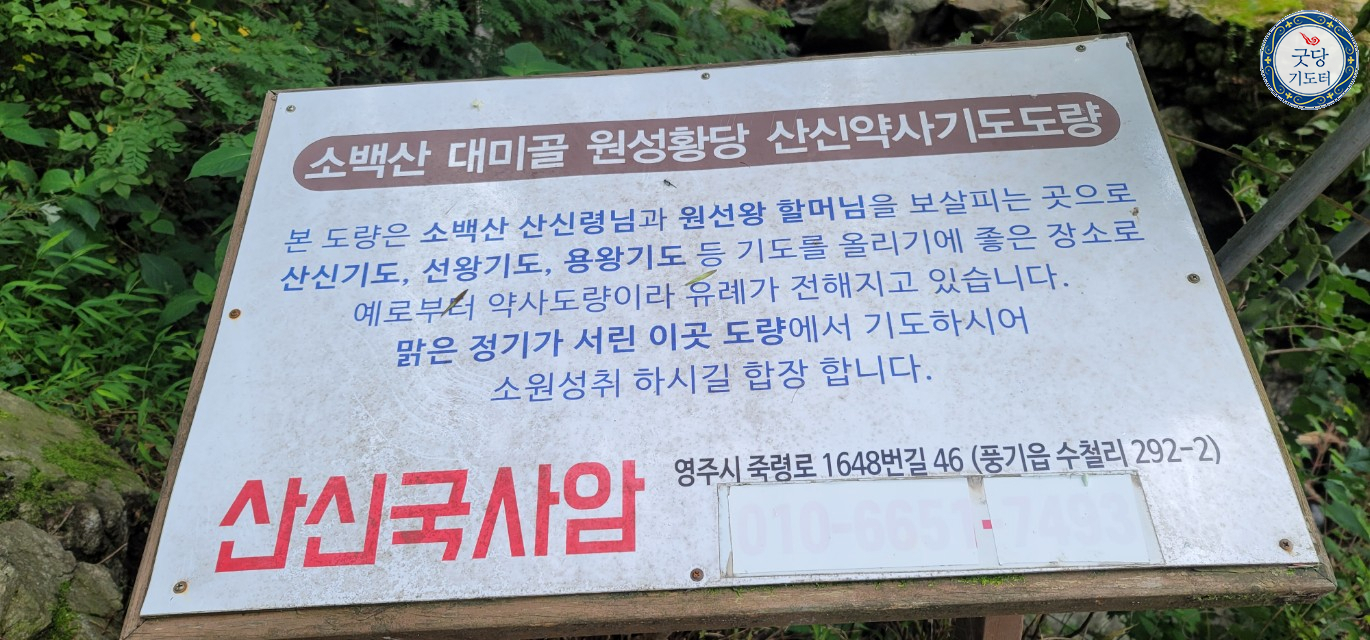 굿당
기도터
소백산 대미골 원성황당 산신약사기도도량
본 도량은 소백산 산신령님과 원선왕 할머님을 보살피는 곳으로
산신기도, 선왕기도, 용왕기도 등 기도를 올리기에 좋은 장소로
예로부터 약사도량이라 유례가 전해지고 있습니다.
맑은 정기가 서린 이곳 도량에서 기도하시어
소원성취 하시길 합장 합니다.
산신국사암
영주시 죽령로 1648번길 46 (풍기읍 수철리 292-2)